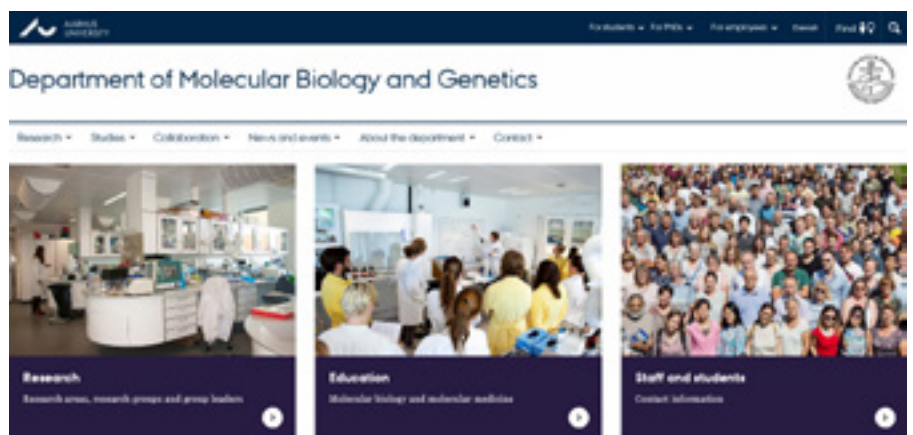 AARHUS
UNIVERSITY
For students For PhDs For employees Dansk Find
Department of Molecular Biology and Genetics
Research Studies Collaboration News and events About the department Contact
Research
Research areas, research groups and group leaders
Education
Molecular biology and molecular medicine
Staff and students
Contact information